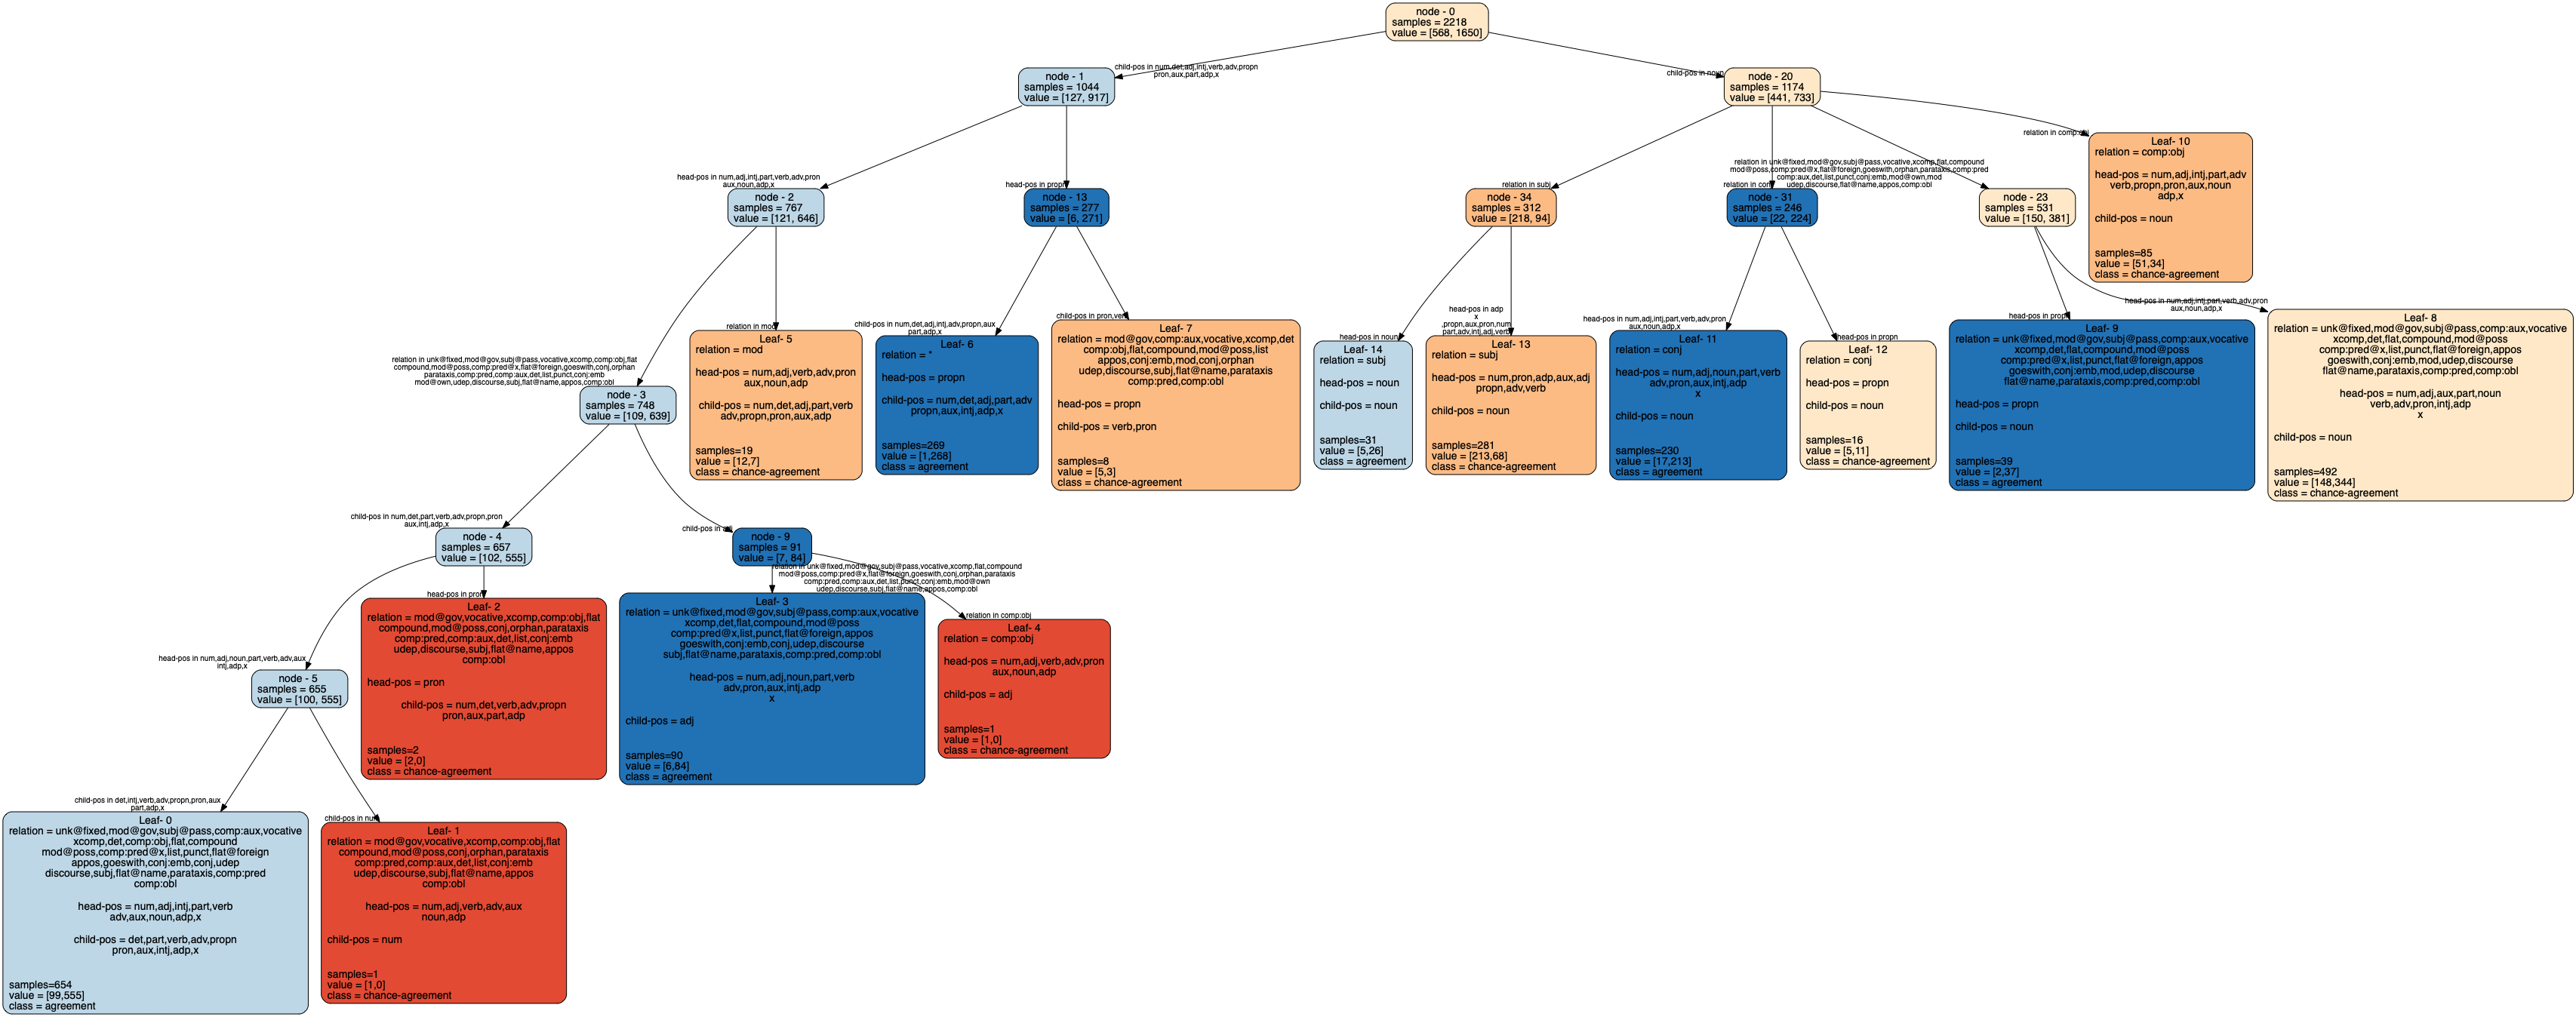 node - 0
samples = 2218
value = [568, 1650]
child-pos in num,det,adj,intj,verb,adv,propn
pron,aux,part,adp,x
node - 1
samples = 1044
value = [127, 917]
child-pos in noun
node - 20
samples = 1174
value = [441, 733]
relation in comp:obj
Leaf- 10
relation = comp:obj
head-pos = num,adj,intj,part,adv
verb,propn,pron,aux,noun
adp,x
child-pos = noun
samples=85
value = [51,34]
class = chance-agreement
head-pos in num,adj,intj,part,verb,adv,pron
aux,noun,adp,x
node - 2
samples = 767
value = [121, 646]
head-pos in propn
node - 13
samples = 277
value = [6, 271]
relation in subj
node - 34
samples = 312
value = [218, 94]
relation in conj
node - 31
samples = 246
value = [22, 224]
relation in unk@fixed,mod@gov,subj@pass,vocative,xcomp,flat,compound
mod@poss,comp:pred@x,flat@foreign,goeswith,orphan,parataxis,comp:pred
comp:aux,det,list,punct,conj:emb,mod@own,mod
udep,discourse,flat@name,appos,comp:obl
node - 23
samples = 531
value = [150, 381]
relation in unk@fixed,mod@gov,subj@pass,vocative,xcomp,comp:obj,flat
compound,mod@poss,comp:pred@x,flat@foreign,goeswith,conj,orphan
parataxis,comp:pred,comp:aux,det,list,punct,conj:emb
mod@own,udep,discourse,subj,flat@name,appos,comp:obl
node - 3
samples = 748
value = [109, 639]
relation in mod
Leaf- 5
relation = mod
head-pos = num,adj,verb,adv,pron
aux,noun,adp
child-pos = num,det,adj,part,verb
adv,propn,pron,aux,adp
samples=19
value = [12,7]
class = chance-agreement
child-pos in num,det,adj,intj,adv,propn,aux
part,adp,x
Leaf- 6
relation = *
head-pos = propn
child-pos = num,det,adj,part,adv
propn,aux,intj,adp,x
samples=269
value = [1,268]
class = agreement
child-pos in pron,verb
Leaf- 7
relation = mod@gov,comp:aux,vocative,xcomp,det
comp:obj,flat,compound,mod@poss,list
appos,conj:emb,mod,conj,orphan
udep,discourse,subj,flat@name,parataxis
comp:pred,comp:obl
head-pos = propn
child-pos = verb,pron
samples=8
value = [5,3]
class = chance-agreement
head-pos in noun
Leaf- 14
relation = subj
head-pos = noun
child-pos = noun
samples=31
value = [5,26]
class = agreement
head-pos in adp
x
,propn,aux,pron,num
part,adv,intj,adj,verb
Leaf- 13
relation = subj
head-pos = num,pron,adp,aux,adj
propn,adv,verb
child-pos = noun
samples=281
value = [213,68]
class = chance-agreement
head-pos in num,adj,intj,part,verb,adv,pron
aux,noun,adp,x
Leaf- 11
relation = conj
head-pos = num,adj,noun,part,verb
adv,pron,aux,intj,adp
x
child-pos = noun
samples=230
value = [17,213]
class = agreement
head-pos in propn
Leaf- 12
relation = conj
head-pos = propn
child-pos = noun
samples=16
value = [5,11]
class = chance-agreement
head-pos in propn
Leaf- 9
relation = unk@fixed,mod@gov,subj@pass,comp:aux,vocative
xcomp,det,flat,compound,mod@poss
comp:pred@x,list,punct,flat@foreign,appos
goeswith,conj:emb,mod,udep,discourse
flat@name,parataxis,comp:pred,comp:obl
head-pos = propn
child-pos = noun
samples=39
value = [2,37]
class = agreement
head-pos in num,adj,intj,part,verb,adv,pron
aux,noun,adp,x
Leaf- 8
relation = unk@fixed,mod@gov,subj@pass,comp:aux,vocative
xcomp,det,flat,compound,mod@poss
comp:pred@x,list,punct,flat@foreign,appos
goeswith,conj:emb,mod,udep,discourse
flat@name,parataxis,comp:pred,comp:obl
head-pos = num,adj,aux,part,noun
verb,adv,pron,intj,adp
x
child-pos = noun
samples=492
value = [148,344]
class = chance-agreement
child-pos in num,det,part,verb,adv,propn,pron
aux,intj,adp,x
node - 4
samples = 657
value = [102, 555]
child-pos in adj
node - 9
samples = 91
value = [7, 84]
head-pos in num,adj,noun,part,verb,adv,aux
intj,adp,x
node - 5
samples = 655
value = [100, 555]
head-pos in pron
Leaf- 2
relation = mod@gov,vocative,xcomp,comp:obj,flat
compound,mod@poss,conj,orphan,parataxis
comp:pred,comp:aux,det,list,conj:emb
udep,discourse,subj,flat@name,appos
comp:obl
head-pos = pron
child-pos = num,det,verb,adv,propn
pron,aux,part,adp
samples=2
value = [2,0]
class = chance-agreement
relation in unk@fixed,mod@gov,subj@pass,vocative,xcomp,flat,compound
mod@poss,comp:pred@x,flat@foreign,goeswith,conj,orphan,parataxis
comp:pred,comp:aux,det,list,punct,conj:emb,mod@own
udep,discourse,subj,flat@name,appos,comp:obl
Leaf- 3
relation = unk@fixed,mod@gov,subj@pass,comp:aux,vocative
xcomp,det,flat,compound,mod@poss
comp:pred@x,list,punct,flat@foreign,appos
goeswith,conj:emb,conj,udep,discourse
subj,flat@name,parataxis,comp:pred,comp:obl
head-pos = num,adj,noun,part,verb
adv,pron,aux,intj,adp
x
child-pos = adj
samples=90
value = [6,84]
class = agreement
relation in comp:obj
Leaf- 4
relation = comp:obj
head-pos = num,adj,verb,adv,pron
aux,noun,adp
child-pos = adj
samples=1
value = [1,0]
class = chance-agreement
child-pos in det,intj,verb,adv,propn,pron,aux
part,adp,x
Leaf- 0
relation = unk@fixed,mod@gov,subj@pass,comp:aux,vocative
xcomp,det,comp:obj,flat,compound
mod@poss,comp:pred@x,list,punct,flat@foreign
appos,goeswith,conj:emb,conj,udep
discourse,subj,flat@name,parataxis,comp:pred
comp:obl
head-pos = num,adj,intj,part,verb
adv,aux,noun,adp,x
child-pos = det,part,verb,adv,propn
pron,aux,intj,adp,x
samples=654
value = [99,555]
class = agreement
child-pos in num
Leaf- 1
relation = mod@gov,vocative,xcomp,comp:obj,flat
compound,mod@poss,conj,orphan,parataxis
comp:pred,comp:aux,det,list,conj:emb
udep,discourse,subj,flat@name,appos
comp:obl
head-pos = num,adj,verb,adv,aux
noun,adp
child-pos = num
samples=1
value = [1,0]
class = chance-agreement